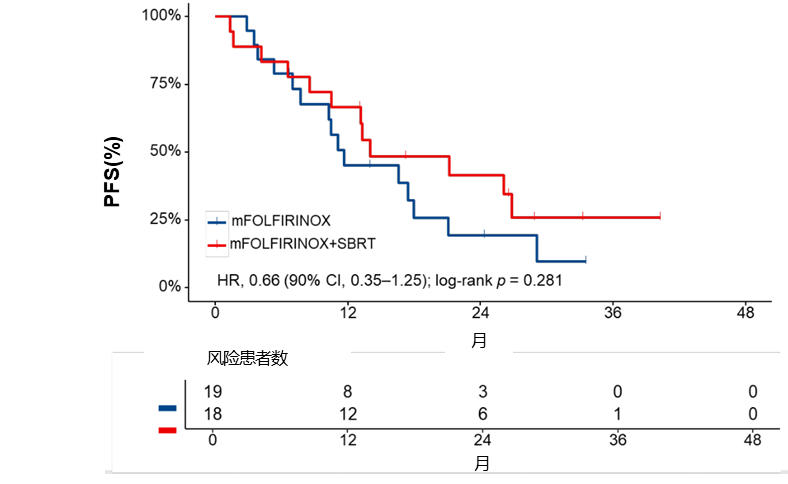 100%
75%
50%
25%
0%
PFS(%)
mFOLFIRINOX
mFOLFIRINOX+SBRT
HR, 0.66 (90% CI, 0.35–1.25); log-rank p = 0.281
0 12 24 36 48
月
风险患者数
19 8 3 0 0
18 12 6 1 0
0 12 24 36 48
月